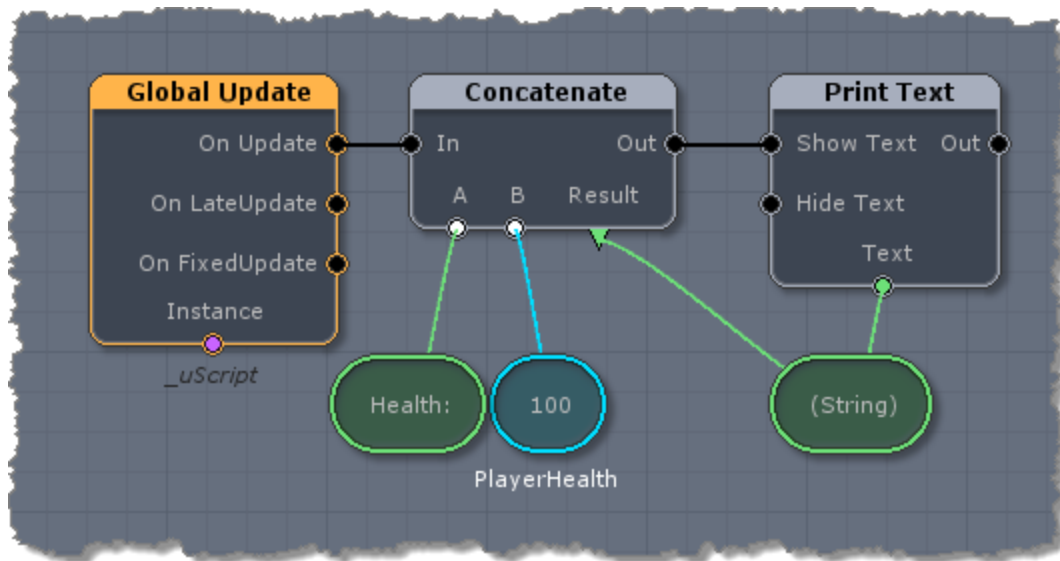 Global Update
On Update
On LateUpdate
On FixedUpdate
Instance
_uScript
Concatenate
In
Out
A
B
Result
Print Text
Show Text
Out
Hide Text
Text
Health:
100
PlayerHealth
(String)